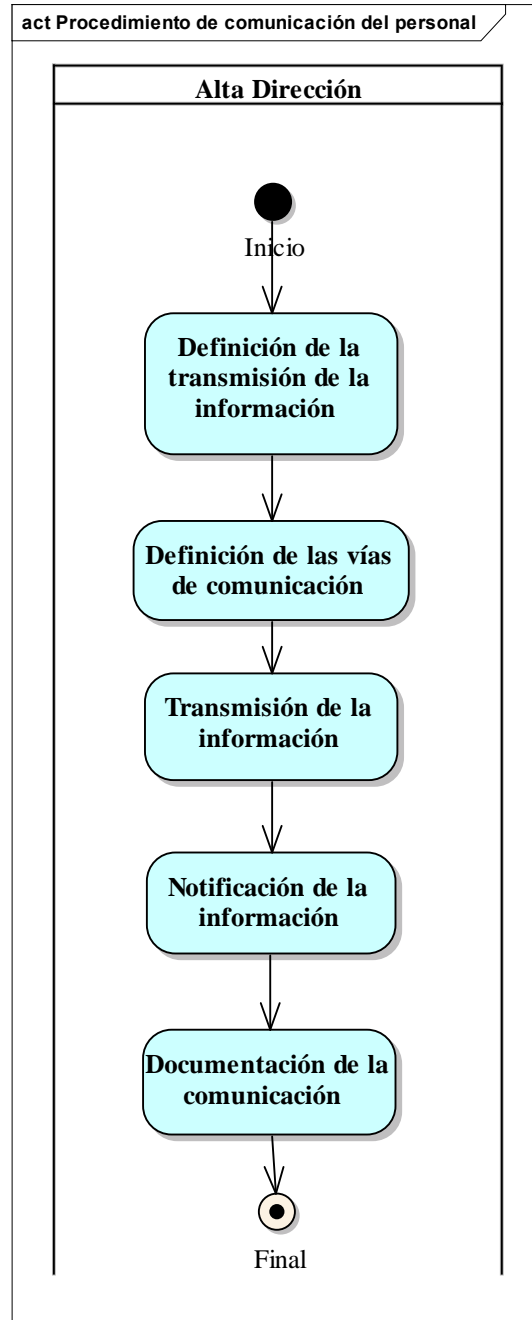 act Procedimiento de comunicación del personal
Alta Dirección
Inicio
Definición de la
transmisión de la
información
Definición de las vías
de comunicación
Transmisión de la
información
Notificación de la
información
Documentación de la
comunicación
Final